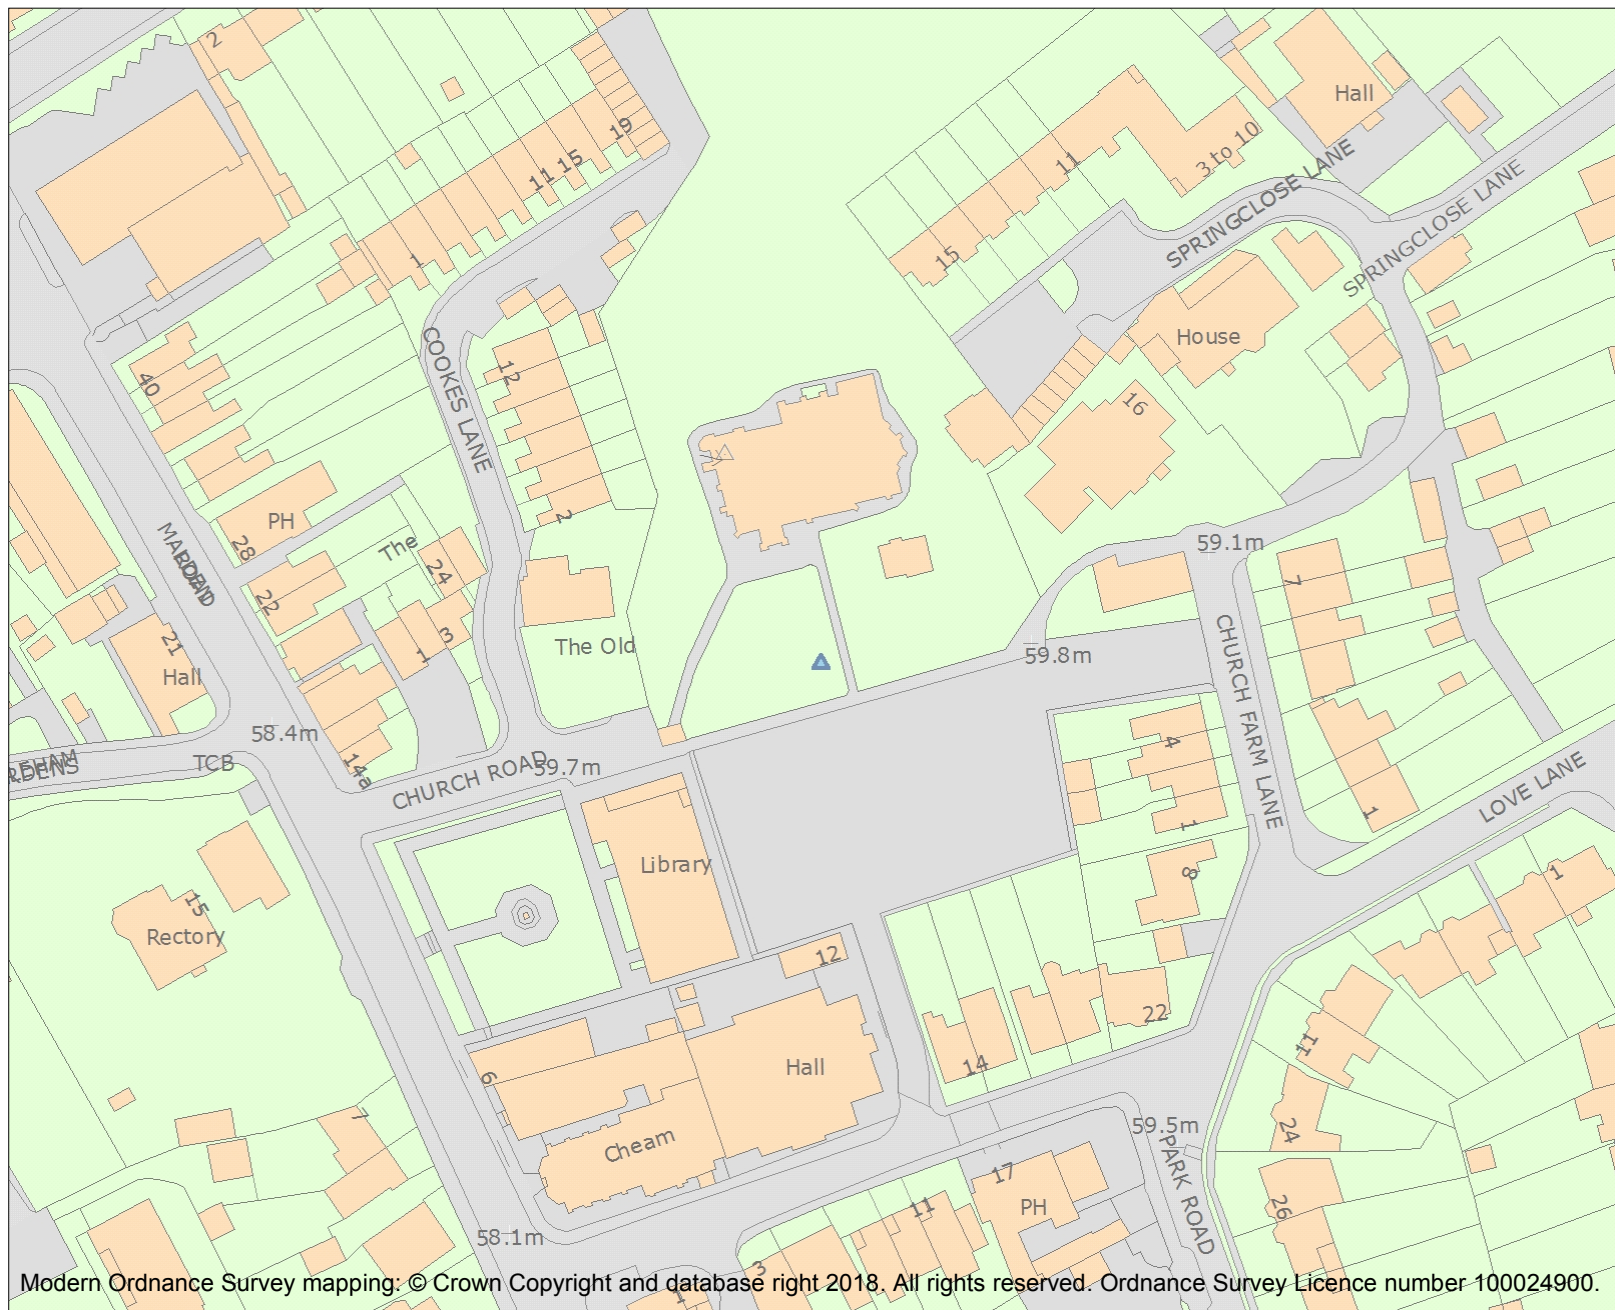 2
19
11 15
1
Hall
3 to 10
11
15
SPRINGCLOSE LANE
SPRINGCLOSE LANE
House
16
COOKES LANE
12
2
40
PH
28
The
24
22
3
1
MALDEN
ROAD
21
Hall
The Old
59.1m
59.8m
7
58.4m
TCB
GARDENS
14a
CHURCH ROAD
59.7m
CHURCH FARM LANE
4
1
1
LOVE LANE
Library
8
1
15
Rectory
12
22
14
11
Hall
6
Cheam
7
24
59.5m
PARK ROAD
17
PH
11
26
58.1m
3
1
Modern Ordnance Survey mapping: © Crown Copyright and database right 2018. All rights reserved. Ordnance Survey Licence number 100024900.